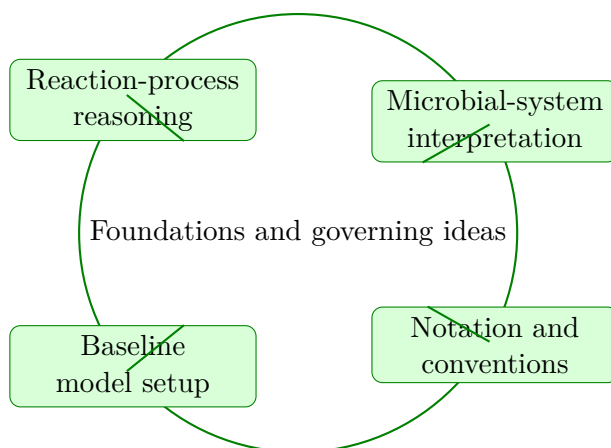 Reaction-process
reasoning
Microbial-system
interpretation
Foundations and governing ideas
Baseline
model setup
Notation and
conventions